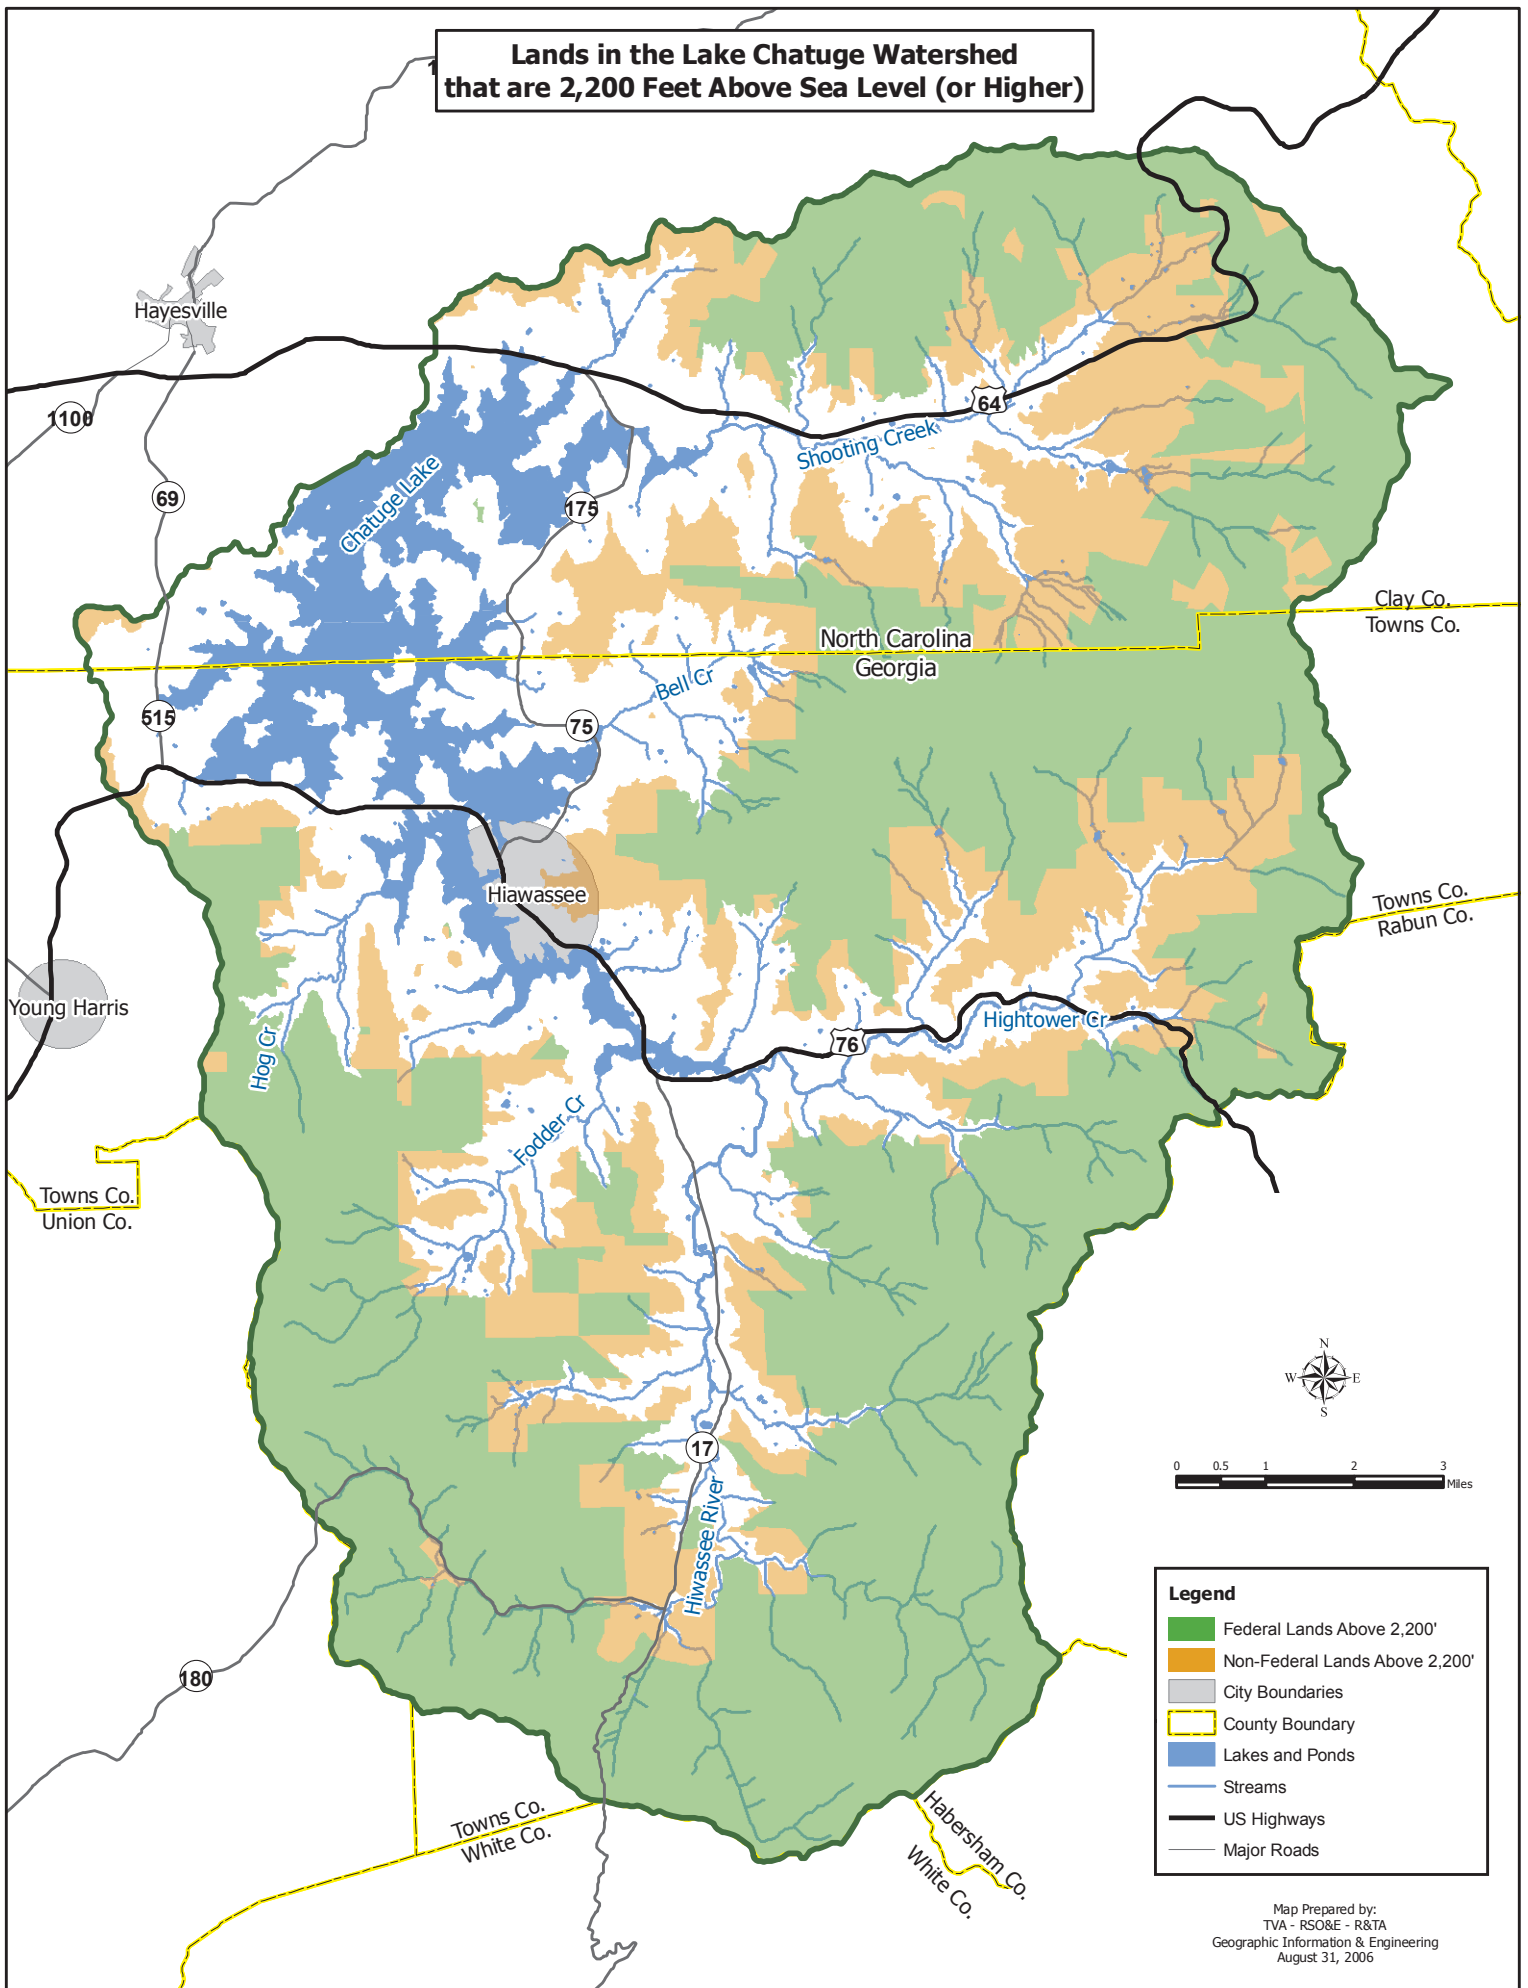 Lands in the Lake Chatuge Watershed
that are 2,200 Feet Above Sea Level (or Higher)
Hayesville
1100
64
Shooting Creek
Chatuge Lake
69
175
Clay Co.
Towns Co.
North Carolina
Georgia
Bell Cr
515
75
Hiawassee
Towns Co.
Rabun Co.
Young Harris
Hog Cr
76
Hightower Cr
Fodder Cr
Towns Co.
Union Co.
N
W
E
S
17
0
0.5
1
2
3
Miles
Hiwassee River
180
Towns Co.
White Co.
Habersham Co.
White Co.
Legend
Federal Lands Above 2,200'
Non-Federal Lands Above 2,200'
City Boundaries
County Boundary
Lakes and Ponds
Streams
US Highways
Major Roads
Map Prepared by:
TVA - RSO&E - R&TA
Geographic Information & Engineering
August 31, 2006